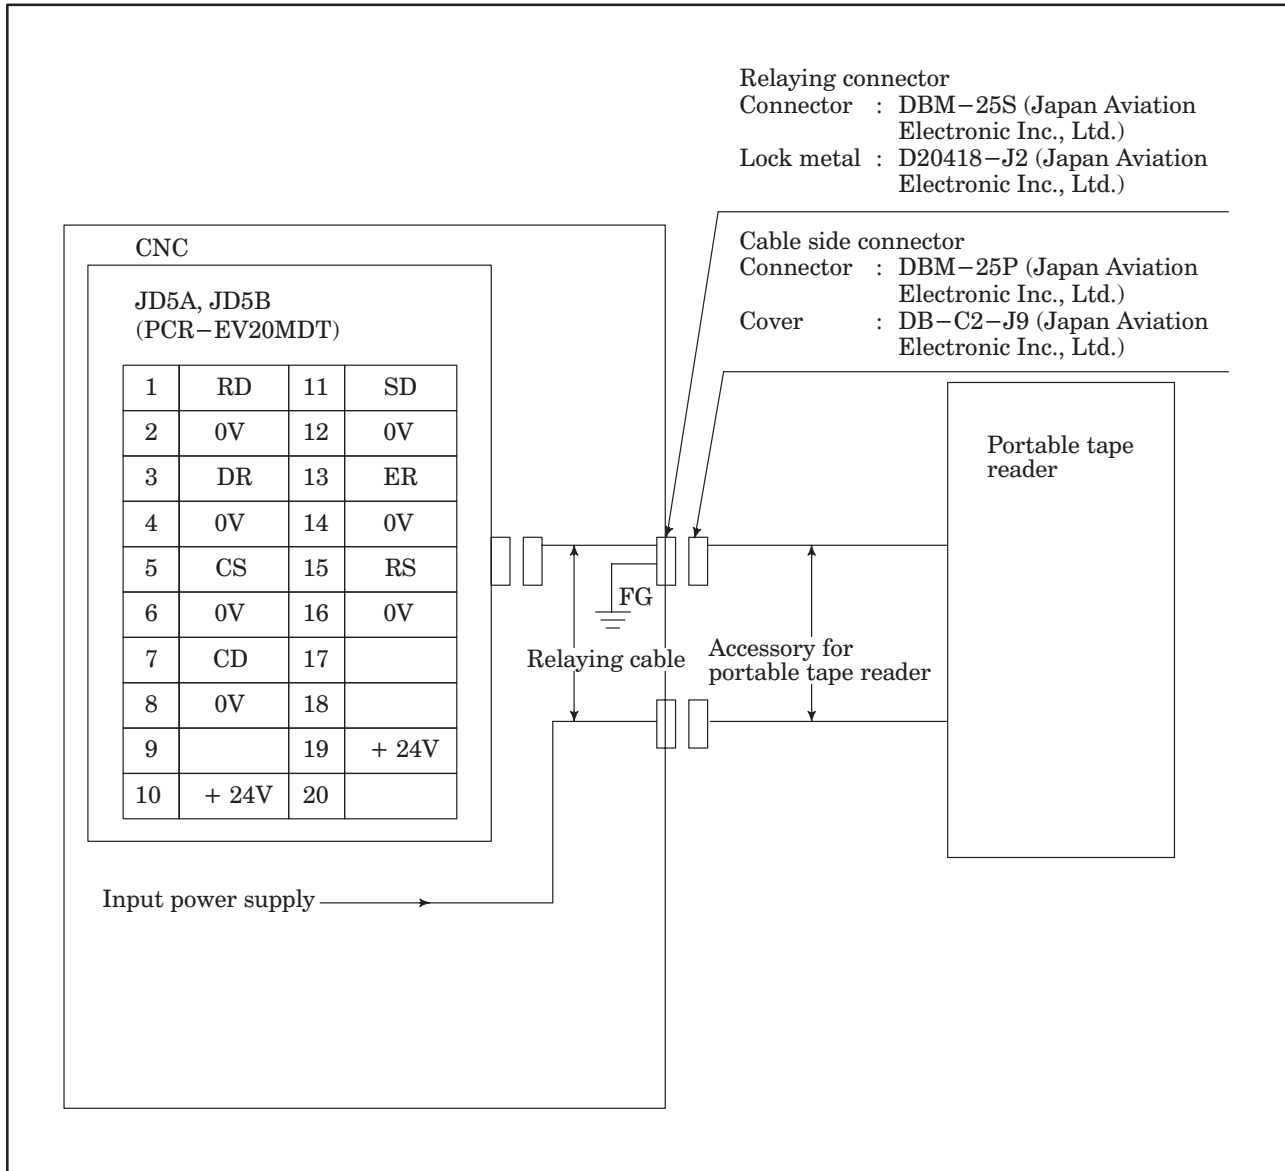 Relaying connector
Connector : DBM−25S (Japan Aviation
Electronic Inc., Ltd.)
Lock metal : D20418−J2 (Japan Aviation
Electronic Inc., Ltd.)
Cable side connector
Connector : DBM−25P (Japan Aviation
Electronic Inc., Ltd.)
Cover : DB−C2−J9 (Japan Aviation
Electronic Inc., Ltd.)
CNC
JD5A, JD5B
(PCR−EV20MDT)
1 RD 11 SD
2 0V 12 0V
3 DR 13 ER
4 0V 14 0V
5 CS 15 RS
6 0V 16 0V
7 CD 17
8 0V 18
9 19 + 24V
10 + 24V 20
FG
Relaying cable
Accessory for
portable tape reader
Portable tape
reader
Input power supply